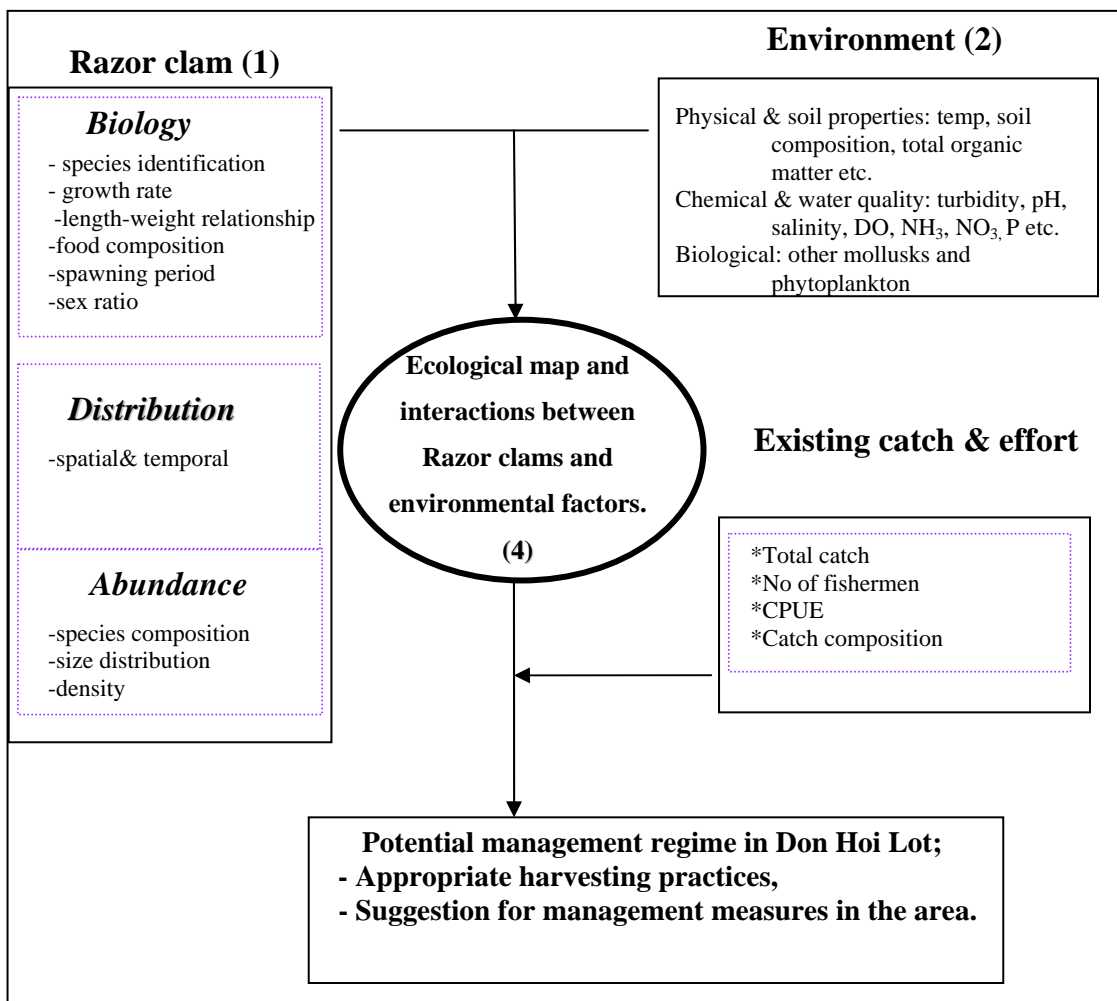 Razor clam (1)
Biology
- species identification
- growth rate
-length-weight relationship
-food composition
-spawning period
-sex ratio
Distribution
-spatial& temporal
Abundance
-species composition
-size distribution
-density
Environment (2)
Physical & soil properties: temp, soil
composition, total organic
matter etc.
Chemical & water quality: turbidity, pH,
salinity, DO, NH₃, NO₃, P etc.
Biological: other mollusks and
phytoplankton
Ecological map and
interactions between
Razor clams and
environmental factors.
(4)
Existing catch & effort
*Total catch
*No of fishermen
*CPUE
*Catch composition
Potential management regime in Don Hoi Lot;
- Appropriate harvesting practices,
- Suggestion for management measures in the area.